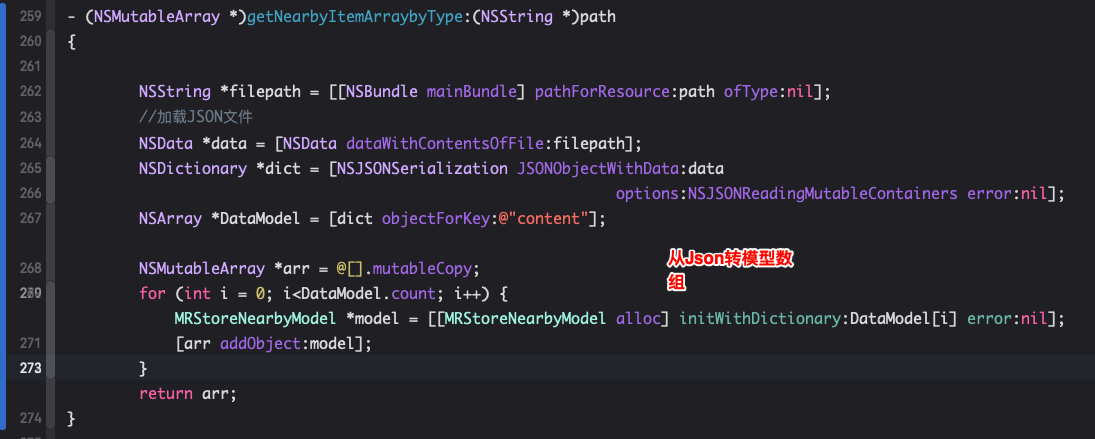 259 - (NSMutableArray *)getNearbyItemArraybyType:(NSString *)path
260 {
261
262 NSString *filepath = [[NSBundle mainBundle] pathForResource:path ofType:nil];
263 //加载JSON文件
264 NSData *data = [NSData dataWithContentsOfFile:filepath];
265 NSDictionary *dict = [NSJSONSerialization JSONObjectWithData:data
266 options:NSJSONReadingMutableContainers error:nil];
267 NSArray *DataModel = [dict objectForKey:@"content"];
268 NSMutableArray *arr = @[].mutableCopy;
从Json转模型数
组
for (int i = 0; i<DataModel.count; i++) {
MRStoreNearbyModel *model = [[MRStoreNearbyModel alloc] initWithDictionary:DataModel[i] error:nil];
271 [arr addObject:model];
273 }
return arr;
274 }